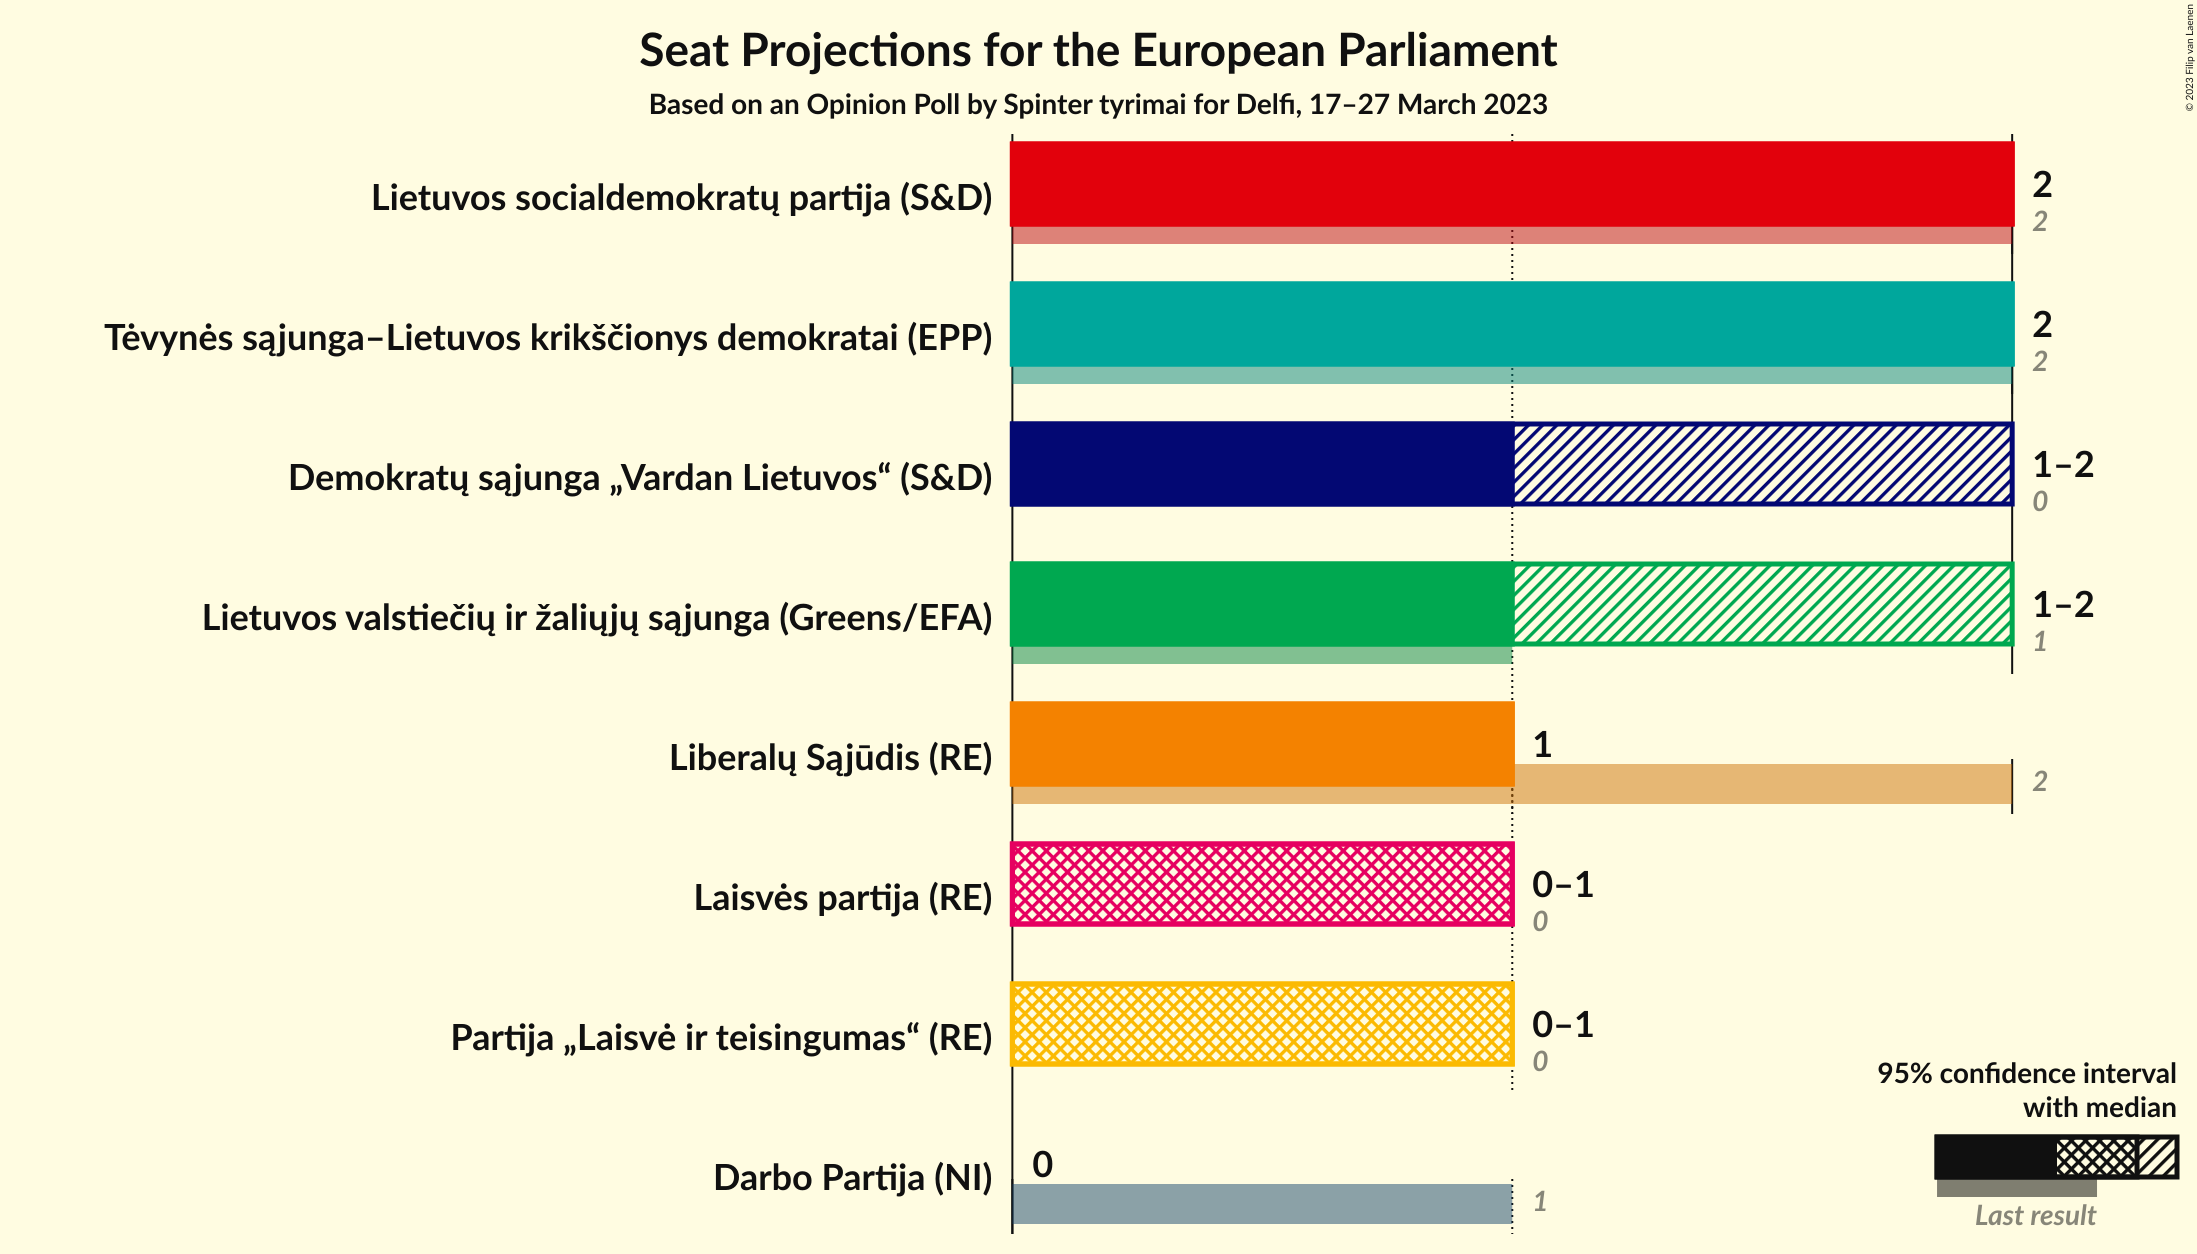 Seat Projections for the European Parliament
Based on an Opinion Poll by Spinter tyrimai for Delfi, 17–27 March 2023
© 2023 Filip van Laenen
Lietuvos socialdemokratų partija (S&D)
2
2
Tėvynės sąjunga–Lietuvos krikščionys demokratai (EPP)
2
2
Demokratų sąjunga „Vardan Lietuvos“ (S&D)
1–2
0
Lietuvos valstiečių ir žaliųjų sąjunga (Greens/EFA)
1–2
1
Liberalų Sąjūdis (RE)
1
2
Laisvės partija (RE)
0–1
0
Partija „Laisvė ir teisingumas“ (RE)
0–1
0
Darbo Partija (NI)
0
1
95% confidence interval
with median
Last result